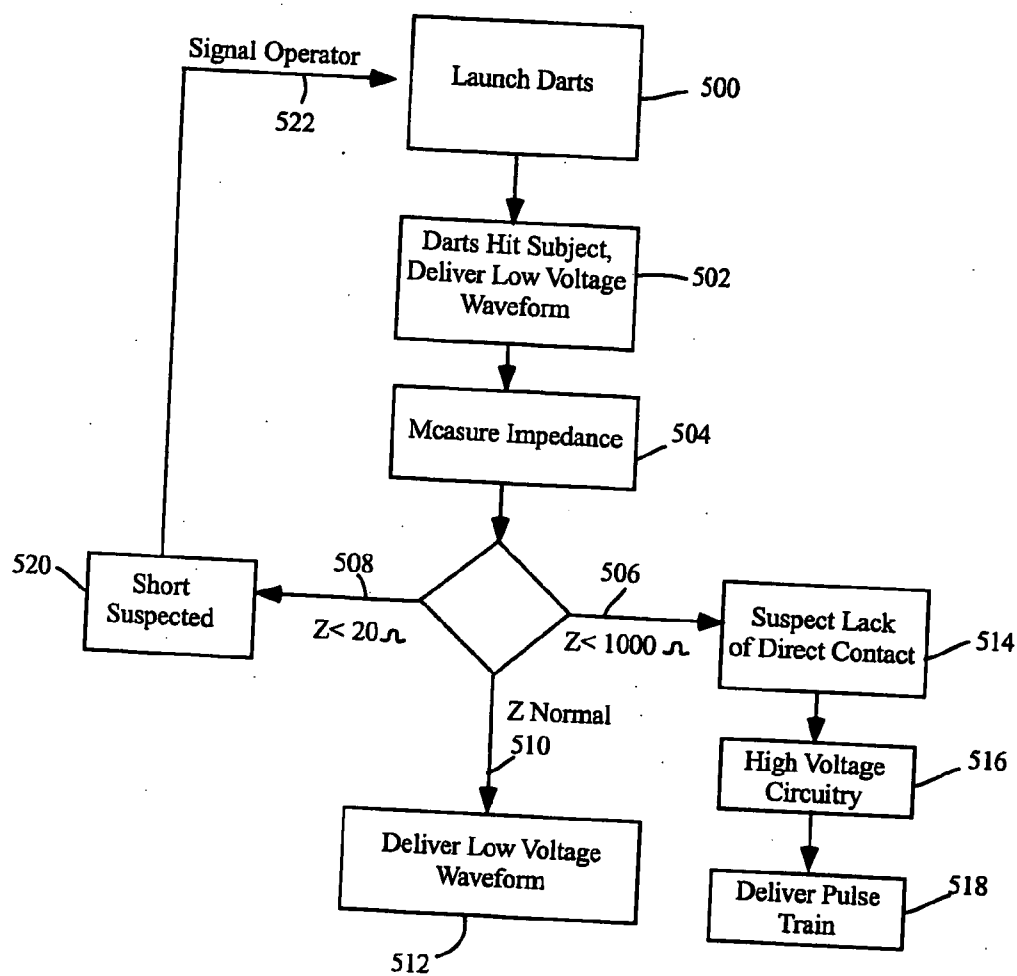 Signal Operator
522
Launch Darts
500
Darts Hit Subject,
Deliver Low Voltage
Waveform
502
Mcasure Impedance
504
520
Short
Suspected
508
Z< 20 Ω
506
Z< 1000 Ω
Suspect Lack
of Direct Contact
514
Z Normal
510
High Voltage
Circuitry
516
Deliver Low Voltage
Waveform
512
Deliver Pulse
Train
518